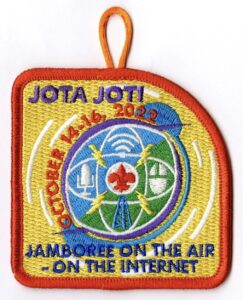 JOTA JOTI
OCTOBER 14-16, 2022
JAMBOREE ON THE AIR
- ON THE INTERNET